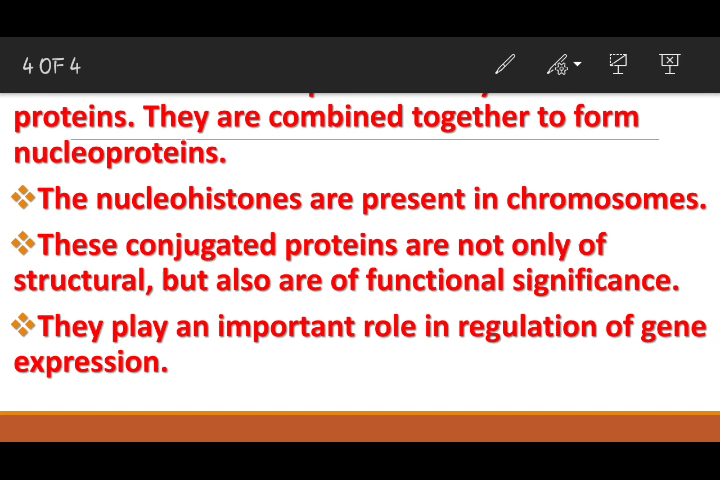 4 OF 4
proteins. They are combined together to form
nucleoproteins.
❖The nucleohistones are present in chromosomes.
❖These conjugated proteins are not only of
structural, but also are of functional significance.
❖They play an important role in regulation of gene
expression.